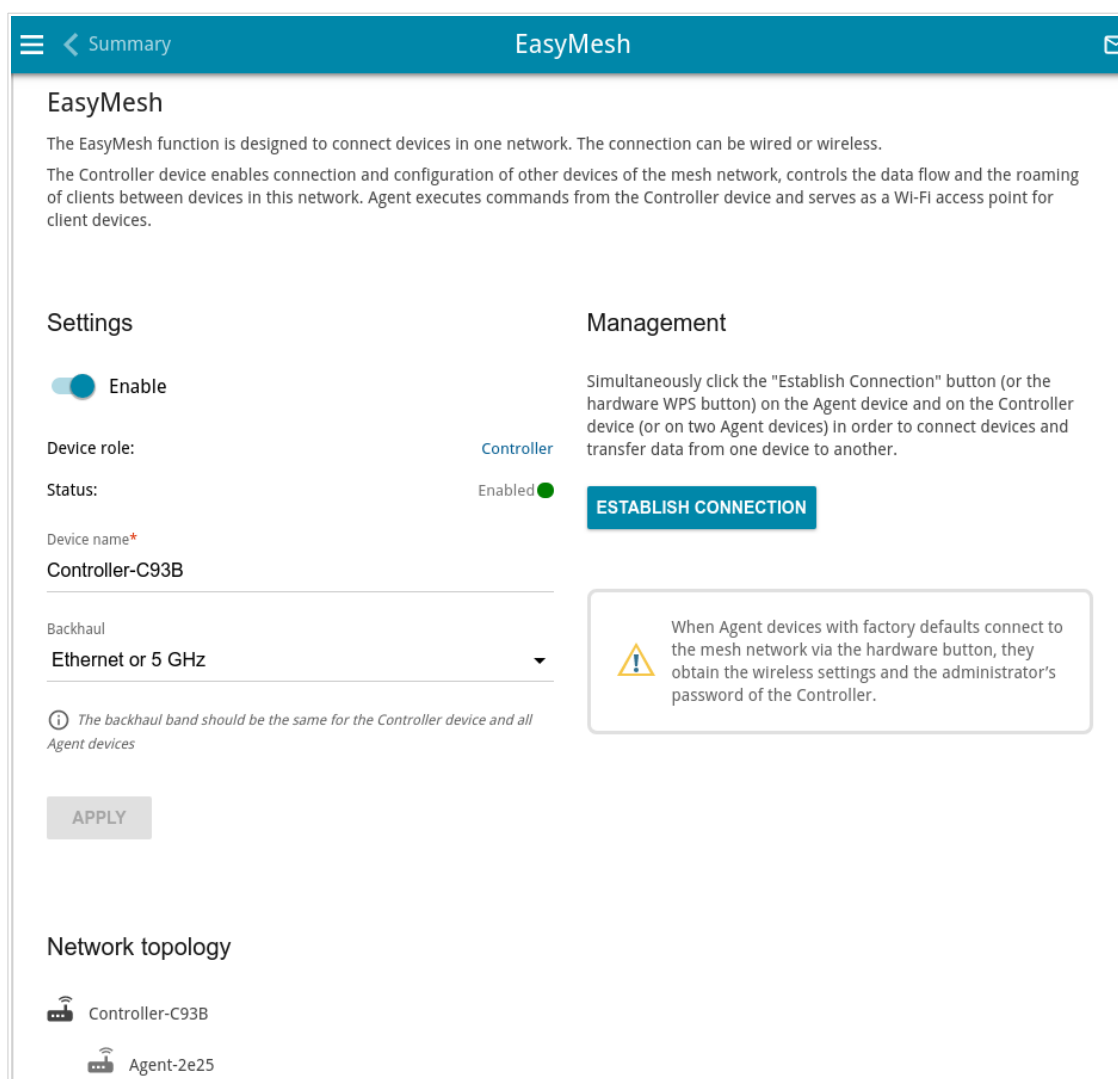 Summary
EasyMesh
EasyMesh
The EasyMesh function is designed to connect devices in one network. The connection can be wired or wireless.
The Controller device enables connection and configuration of other devices of the mesh network, controls the data flow and the roaming
of clients between devices in this network. Agent executes commands from the Controller device and serves as a Wi-Fi access point for
client devices.
Settings
Enable
Device role:
Controller
Status:
Enabled
Device name*
Controller-C93B
Backhaul
Ethernet or 5 GHz
The backhaul band should be the same for the Controller device and all
Agent devices
APPLY
Management
Simultaneously click the "Establish Connection" button (or the
hardware WPS button) on the Agent device and on the Controller
device (or on two Agent devices) in order to connect devices and
transfer data from one device to another.
ESTABLISH CONNECTION
When Agent devices with factory defaults connect to
the mesh network via the hardware button, they
obtain the wireless settings and the administrator's
password of the Controller.
Network topology
Controller-C93B
Agent-2e25